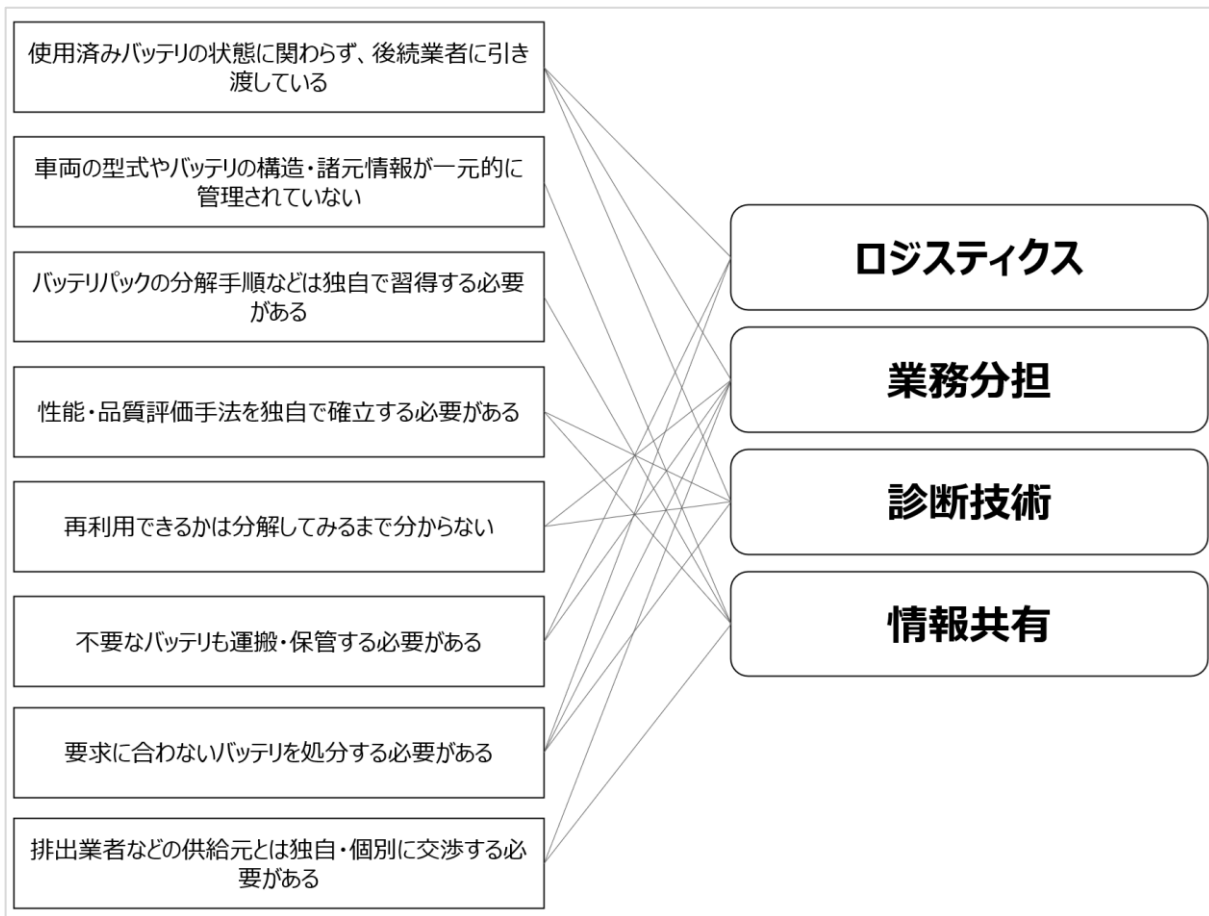 使用済みバッテリの状態に関わらず、後続業者に引き
渡している
車両の型式やバッテリの構造・諸元情報が一元的に
管理されていない
バッテリパックの分解手順などは独自で習得する必要
がある
性能・品質評価手法を独自で確立する必要がある
再利用できるかは分解してみるまで分からない
不要なバッテリも運搬・保管する必要がある
要求に合わないバッテリを処分する必要がある
排出業者などの供給元とは独自・個別に交渉する必
要がある
ロジスティクス
業務分担
診断技術
情報共有